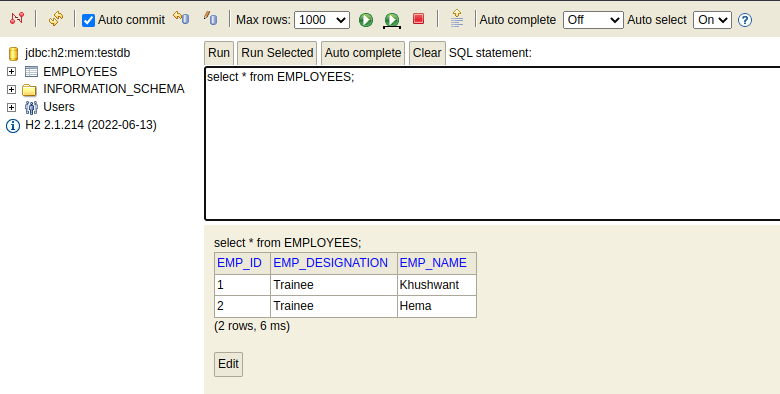 Auto commit Max rows: 1000 Auto complete Off Auto select On ?
jdbc:h2:mem:testdb
EMPLOYEES
INFORMATION_SCHEMA
Users
H2 2.1.214 (2022-06-13)
Run Run Selected Auto complete Clear SQL statement:
select * from EMPLOYEES;
select * from EMPLOYEES;
EMP_ID EMP_DESIGNATION EMP_NAME
1 Trainee Khushwant
2 Trainee Hema
(2 rows, 6 ms)
Edit